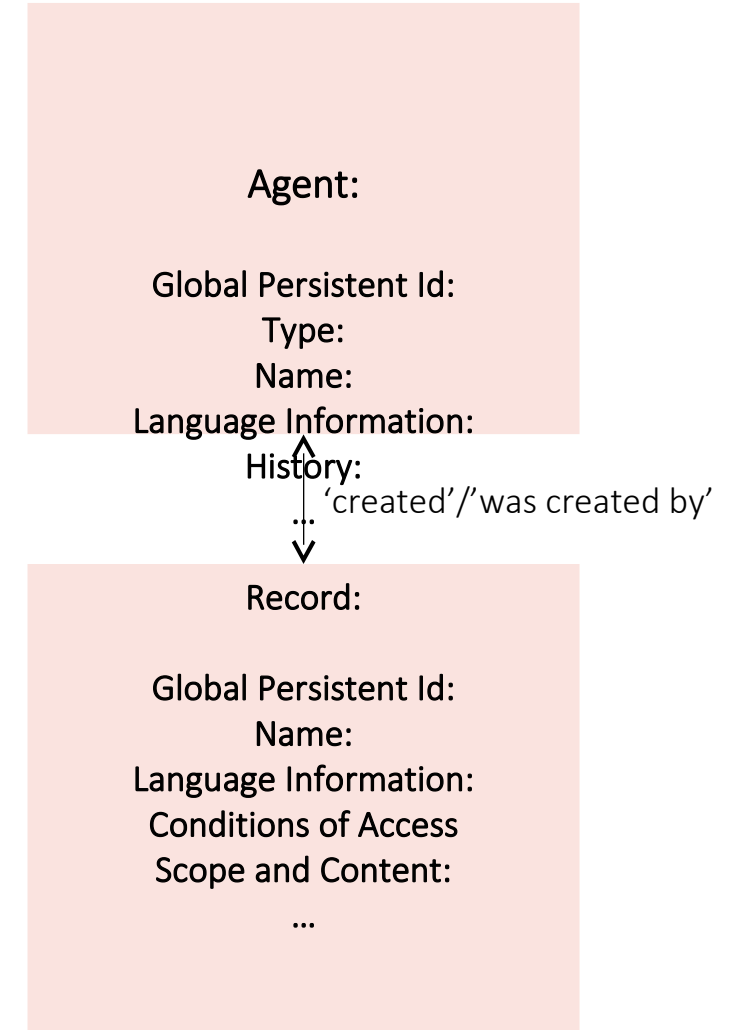 Agent:
Global Persistent Id:
Type:
Name:
Language Information:
History:
‘created’/’was created by’
...
Record:
Global Persistent Id:
Name:
Language Information:
Conditions of Access
Scope and Content:
...